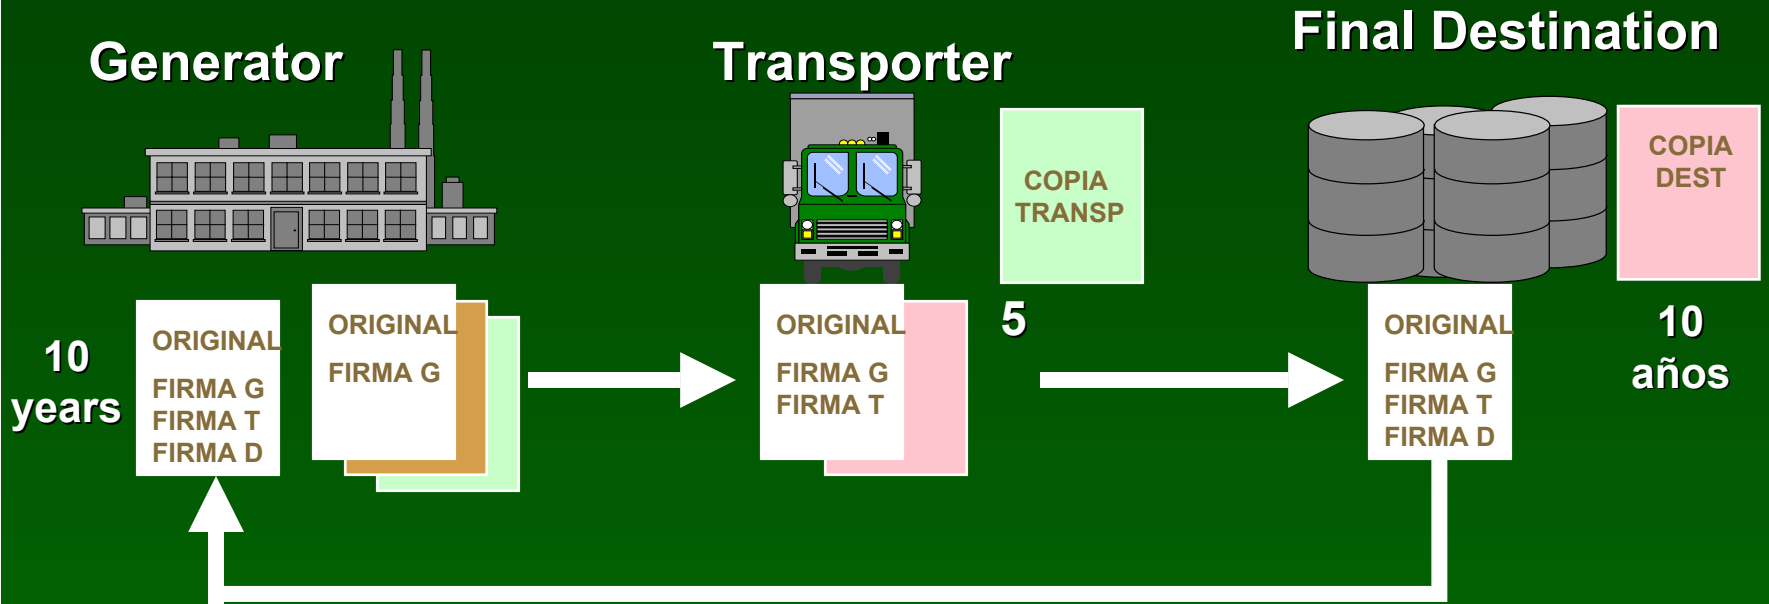 Generator
Transporter
Final Destination
COPIA
TRANSP
COPIA
DEST
10
years
ORIGINAL
FIRMA G
FIRMA T
FIRMA D
ORIGINAL
FIRMA G
ORIGINAL
FIRMA G
FIRMA T
5
ORIGINAL
FIRMA G
FIRMA T
FIRMA D
10
años